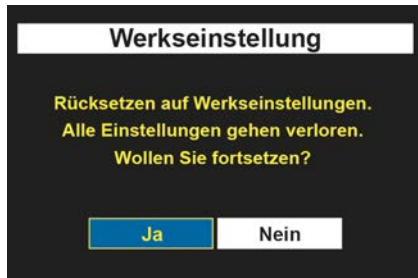 Werkseinstellung
Rücksetzen auf Werkseinstellungen.
Alle Einstellungen gehen verloren.
Wollen Sie fortsetzen?
Ja Nein